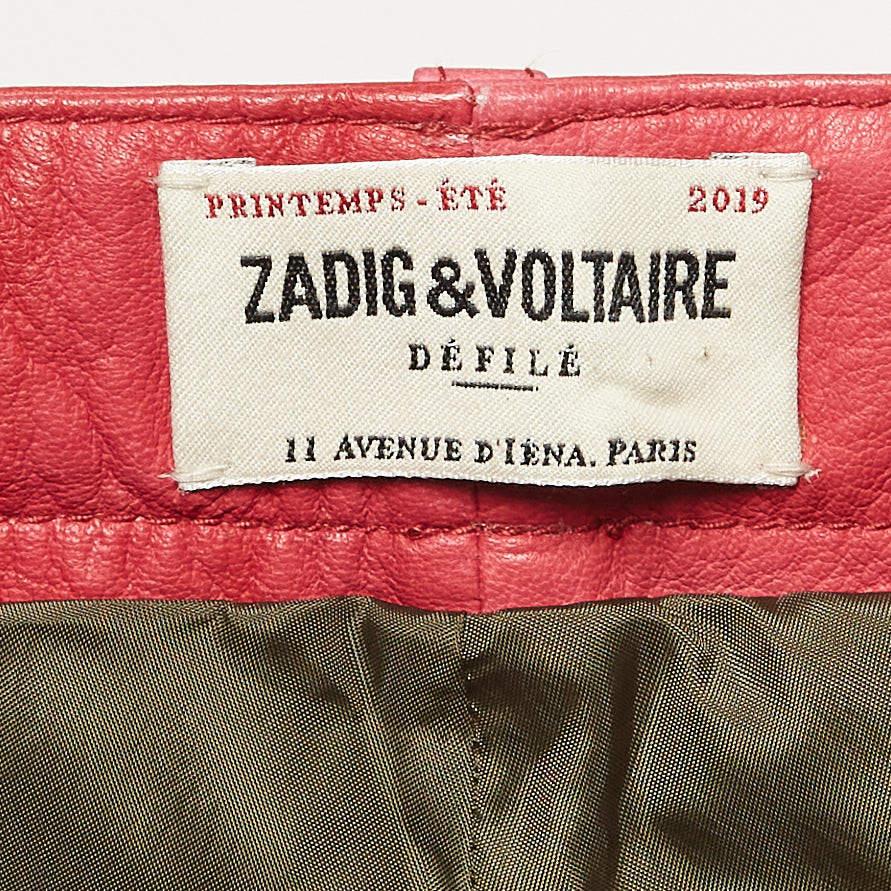 PRINTEMPS - ÉTÉ 2019
ZADIG & VOLTAIRE
DÉFILÉ
11 AVENUE D'IÉNA. PARIS